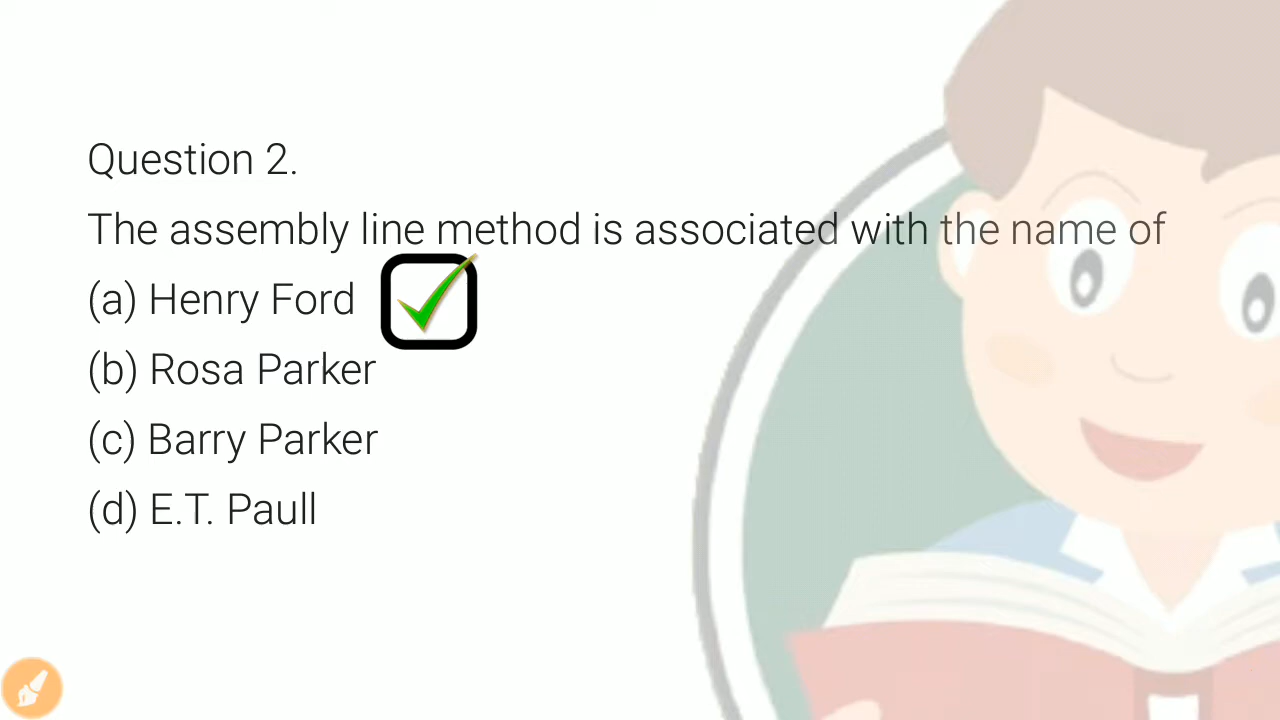 Question 2.
The assembly line method is associated with the name of
(a) Henry Ford
(b) Rosa Parker
(c) Barry Parker
(d) E.T. Paull